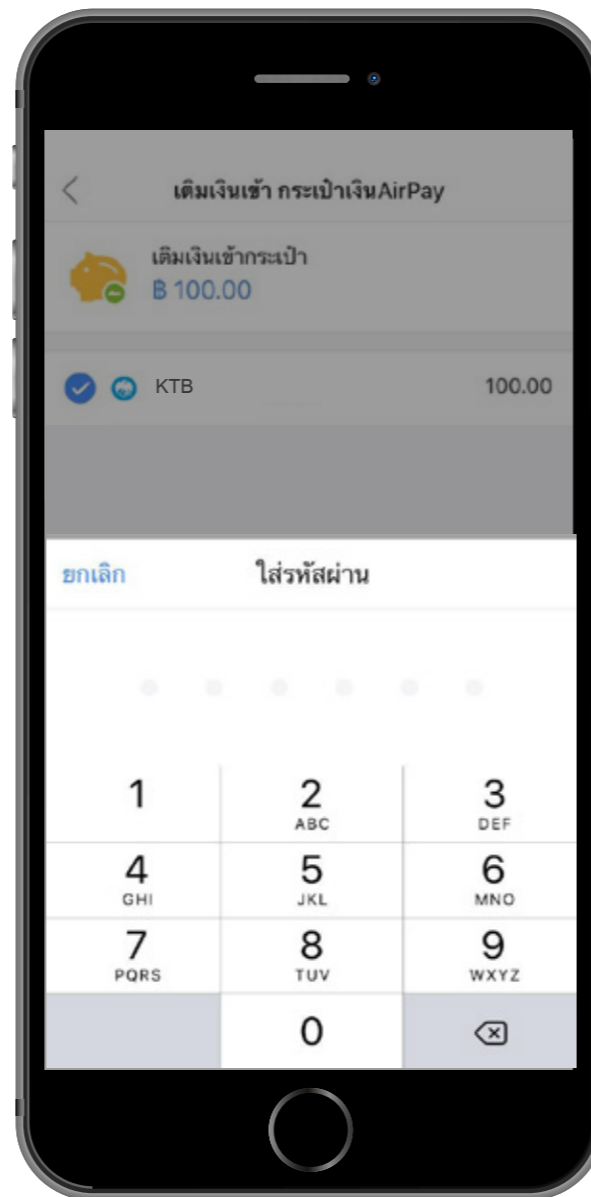 เติมเงินเข้า กระเป๋าเงินAirPay
เติมเงินเข้ากระเป๋า
฿ 100.00
KTB 100.00
ยกเลิก ใส่รหัสผ่าน
1 2 3
ABC DEF
4 5 6
GHI JKL MNO
7 8 9
PQRS TUV WXYZ
0